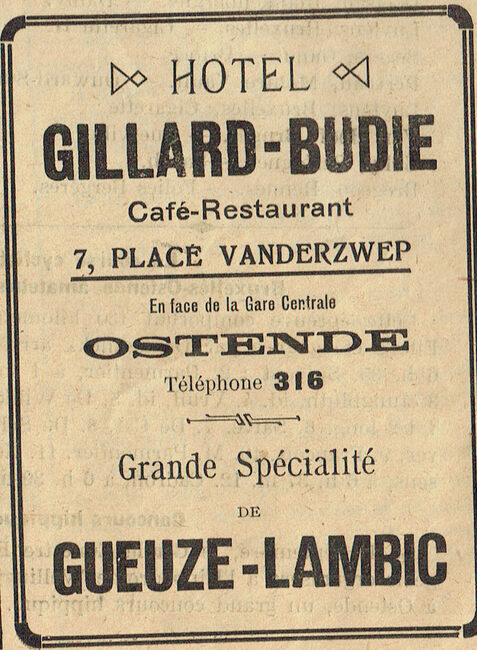 HOTEL
GILLARD-BUDIE
Café-Restaurant
7, PLACE VANDERZWEP
En face de la Gare Centrale
OSTENDE
Téléphone 316
Grande Spécialité
DE
GUEUZE-LAMBIC